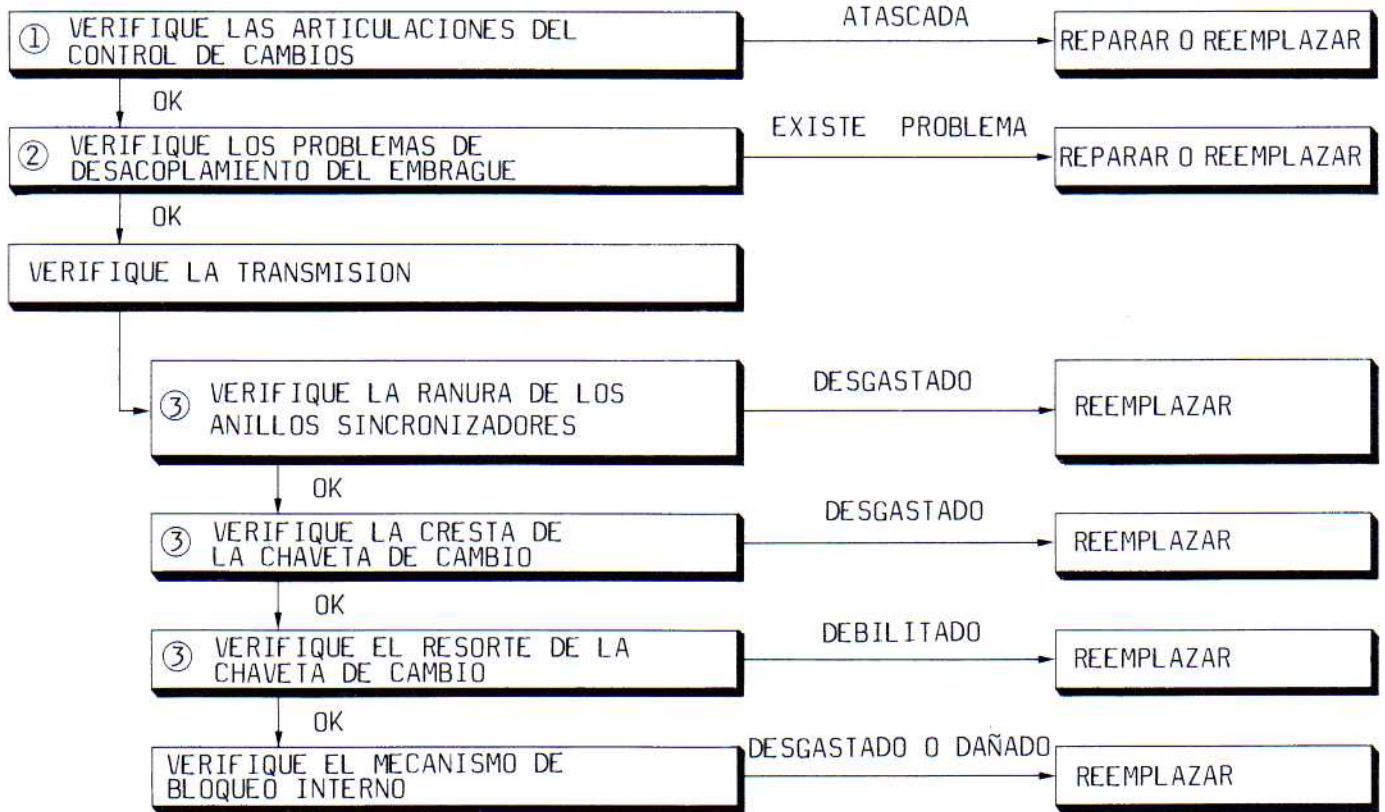 ① VERIFIQUE LAS ARTICULACIONES DEL
CONTROL DE CAMBIOS
ATASCADA
REPARAR O REEMPLAZAR
OK
② VERIFIQUE LOS PROBLEMAS DE
DESACOPLAMIENTO DEL EMBRAGUE
EXISTE PROBLEMA
REPARAR O REEMPLAZAR
OK
VERIFIQUE LA TRANSMISION
③ VERIFIQUE LA RANURA DE LOS
ANILLOS SINCRONIZADORES
DESGASTADO
REEMPLAZAR
OK
③ VERIFIQUE LA CRESTA DE
LA CHAVETA DE CAMBIO
DESGASTADO
REEMPLAZAR
OK
③ VERIFIQUE EL RESORTE DE LA
CHAVETA DE CAMBIO
DEBILITADO
REEMPLAZAR
OK
VERIFIQUE EL MECANISMO DE
BLOQUEO INTERNO
DESGASTADO O DAÑADO
REEMPLAZAR